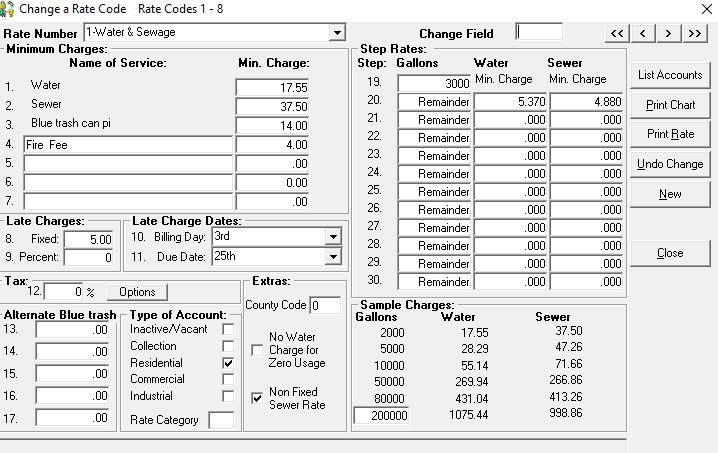 Change a Rate Code    Rate Codes 1 - 8
Rate Number 1-Water & Sewage Change Field << < > >>
Minimum Charges:
Name of Service: Min. Charge:
1. Water 17.55
2. Sewer 37.50
3. Blue trash can pi 14.00
4. Fire Fee 4.00
5. .00
6. 0.00
7. .00
Step Rates:
Step: Gallons Water Sewer
19. 3000 Min. Charge Min. Charge
20. Remainder 5.370 4.880
21. Remainder .000 .000
22. Remainder .000 .000
23. Remainder .000 .000
24. Remainder .000 .000
25. Remainder .000 .000
26. Remainder .000 .000
27. Remainder .000 .000
28. Remainder .000 .000
29. Remainder .000 .000
30. Remainder .000 .000
List Accounts
Print Chart
Print Rate
Undo Change
New
Close
Late Charges:
8. Fixed: 5.00
9. Percent: 0
Late Charge Dates:
10. Billing Day: 3rd
11. Due Date: 25th
Tax:
12. 0 % Options
Extras:
County Code 0
No Water
Charge for
Zero Usage
Non Fixed
Sewer Rate
Alternate Blue trash
13. .00
14. .00
15. .00
16. .00
17. .00
Type of Account:
Inactive/Vacant
Collection
Residential
Commercial
Industrial
Rate Category
Sample Charges:
Gallons Water Sewer
2000 17.55 37.50
5000 28.29 47.26
10000 55.14 71.66
50000 269.94 266.86
80000 431.04 413.26
200000 1075.44 998.86